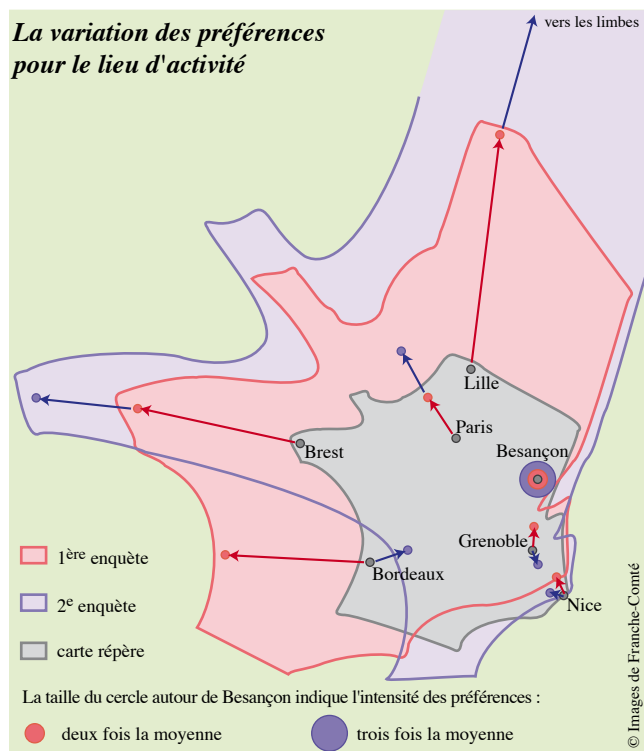 La variation des préférences
pour le lieu d'activité
vers les limbes
Lille
Paris
Brest
Besançon
Grenoble
Bordeaux
Nice
1ère enquête
2e enquête
carte répère
La taille du cercle autour de Besançon indique l'intensité des préférences :
deux fois la moyenne
trois fois la moyenne
© Images de Franche-Comté